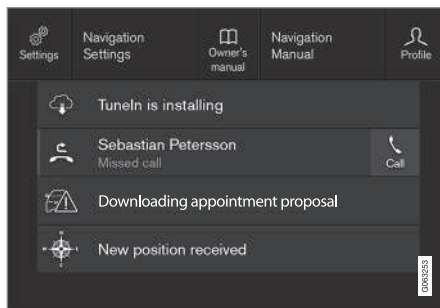 Settings
Navigation
Settings
Owner's
manual
Navigation
Manual
Profile
TuneIn is installing
Sebastian Petersson
Missed call
Call
Downloading appointment proposal
New position received
G063253